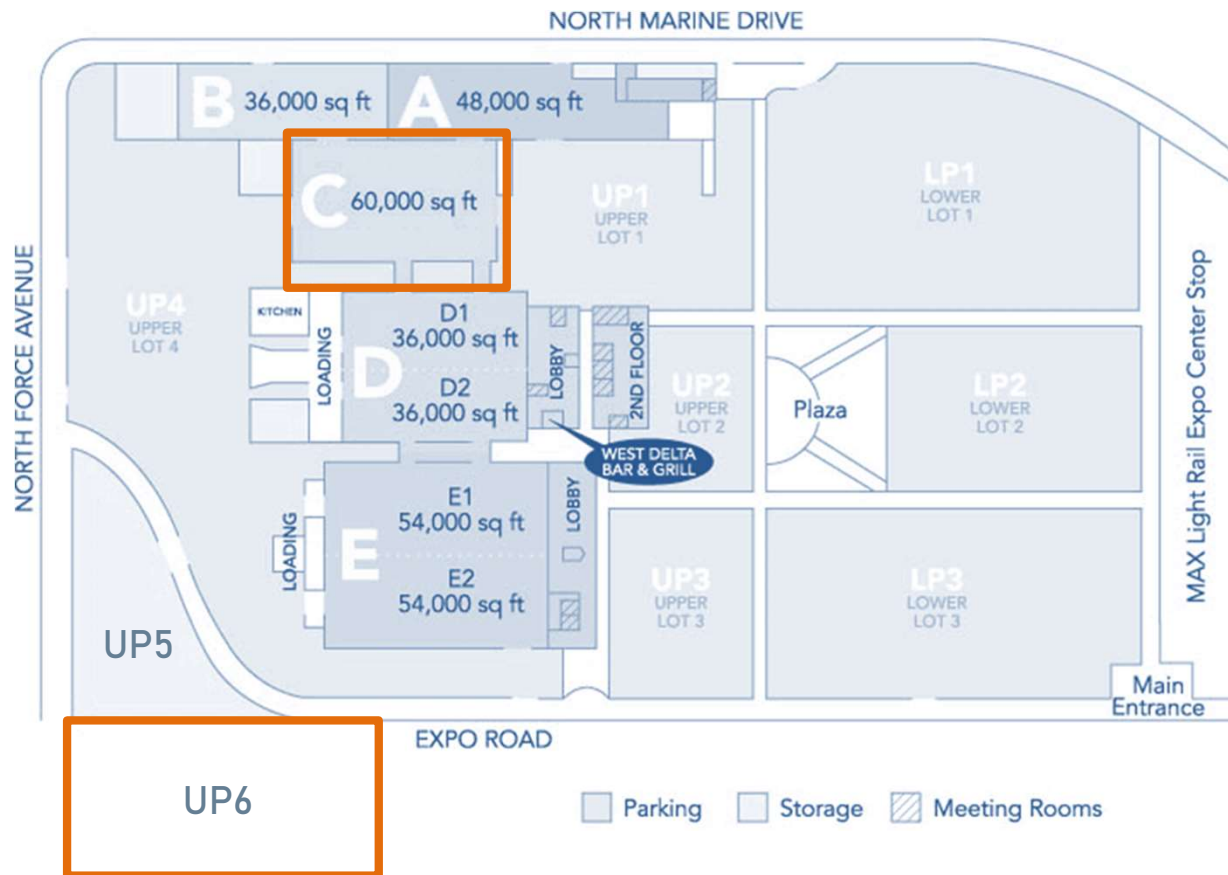 NORTH MARINE DRIVE
B 36,000 sq ft
A 48,000 sq ft
C 60,000 sq ft
UP1
UPPER
LOT 1
LP1
LOWER
LOT 1
NORTH FORCE AVENUE
UP4
UPPER
LOT 4
KITCHEN
LOADING
D
D1
36,000 sq ft
D2
36,000 sq ft
LOBBY
2ND FLOOR
WEST DELTA
BAR & GRILL
UP2
UPPER
LOT 2
Plaza
LP2
LOWER
LOT 2
MAX Light Rail Expo Center Stop
LOADING
E
E1
54,000 sq ft
E2
54,000 sq ft
LOBBY
UP3
UPPER
LOT 3
LP3
LOWER
LOT 3
UP5
Main
Entrance
EXPO ROAD
UP6
Parking
Storage
Meeting Rooms